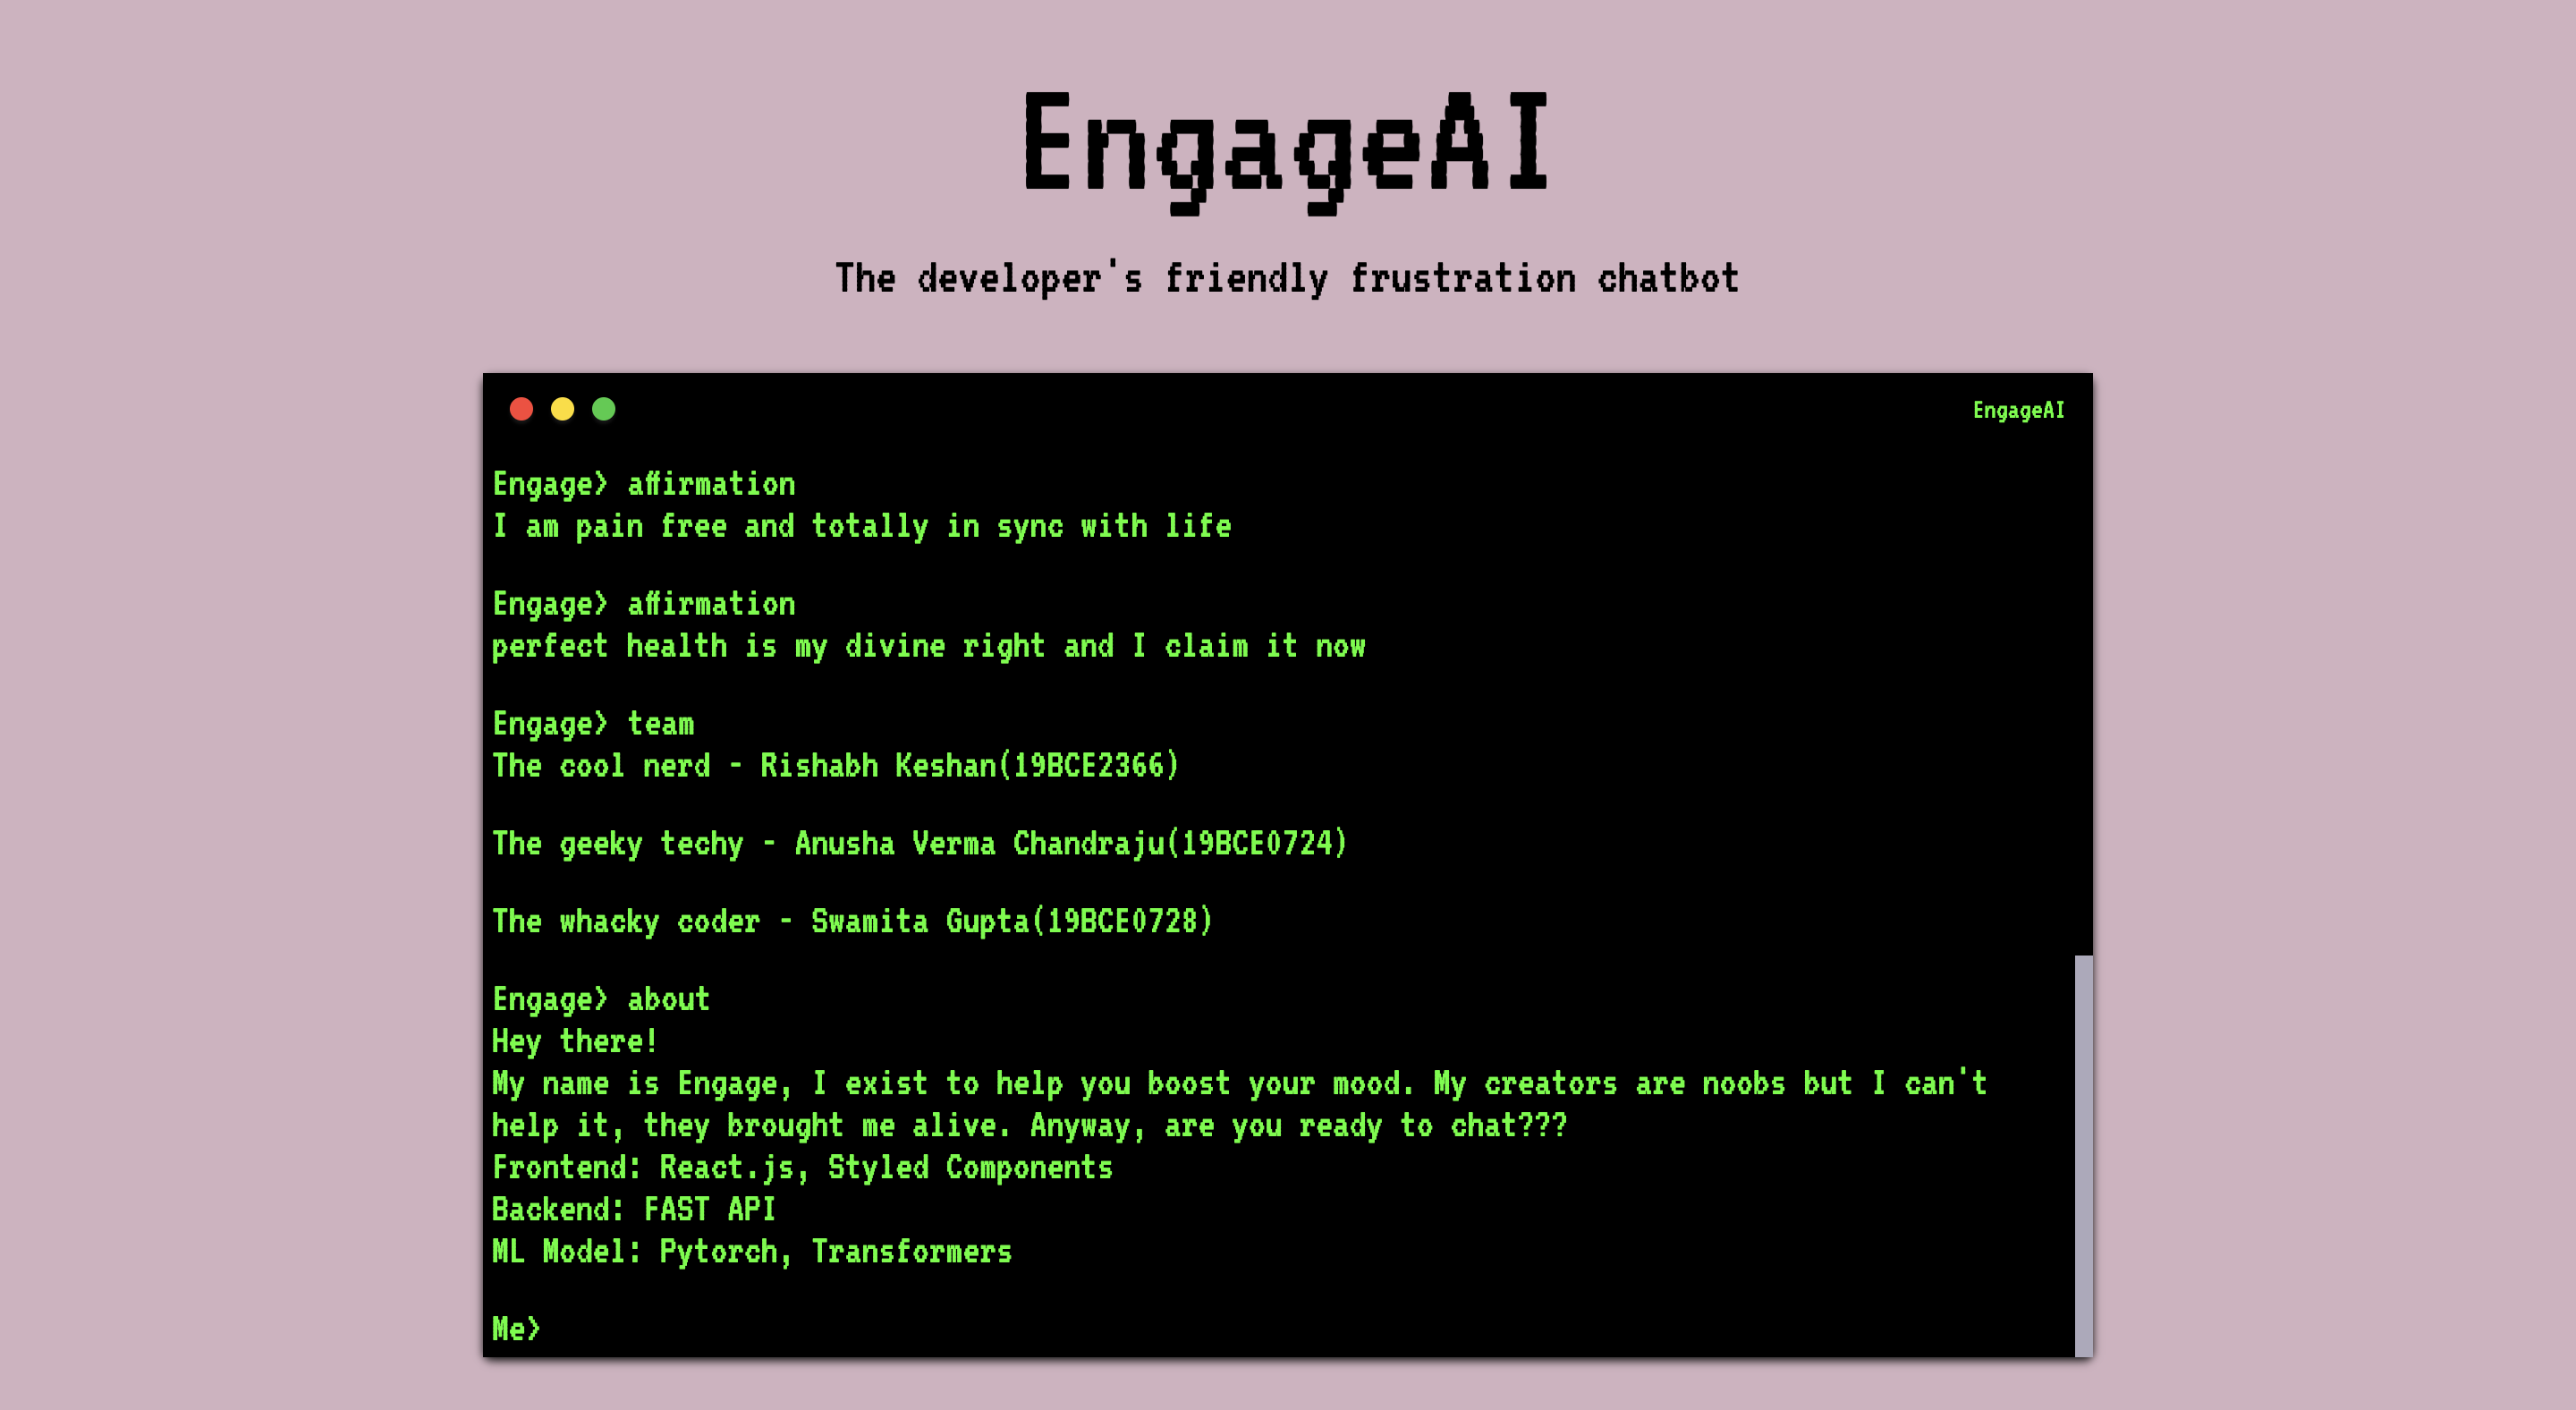 EngageAI
The developer's friendly frustration chatbot
EngageAI
Engage> affirmation
I am pain free and totally in sync with life
Engage> affirmation
perfect health is my divine right and I claim it now
Engage> team
The cool nerd - Rishabh Keshan(19BCE2366)
The geeky techy - Anusha Verma Chandraju(19BCE0724)
The whacky coder - Swamita Gupta(19BCE0728)
Engage> about
Hey there!
My name is Engage, I exist to help you boost your mood. My creators are noobs but I can't
help it, they brought me alive. Anyway, are you ready to chat???
Frontend: React.js, Styled Components
Backend: FAST API
ML Model: Pytorch, Transformers
Me>